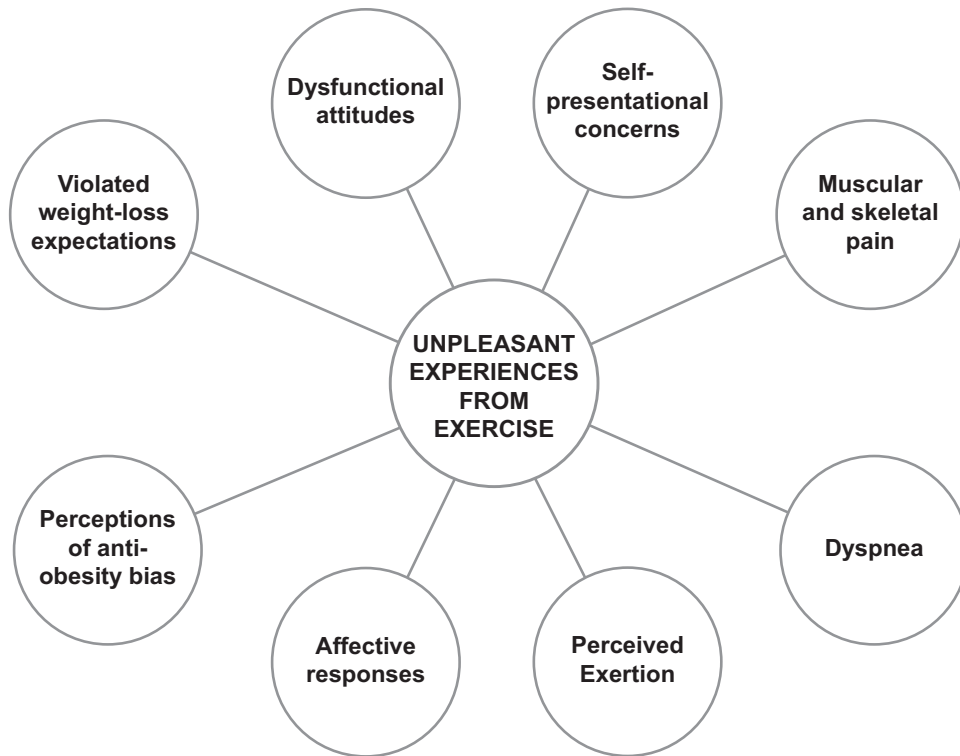 Dysfunctional
attitudes
Self-
presentational
concerns
Violated
weight-loss
expectations
Muscular
and skeletal
pain
UNPLEASANT
EXPERIENCES
FROM
EXERCISE
Perceptions
of anti-
obesity bias
Dyspnea
Affective
responses
Perceived
Exertion